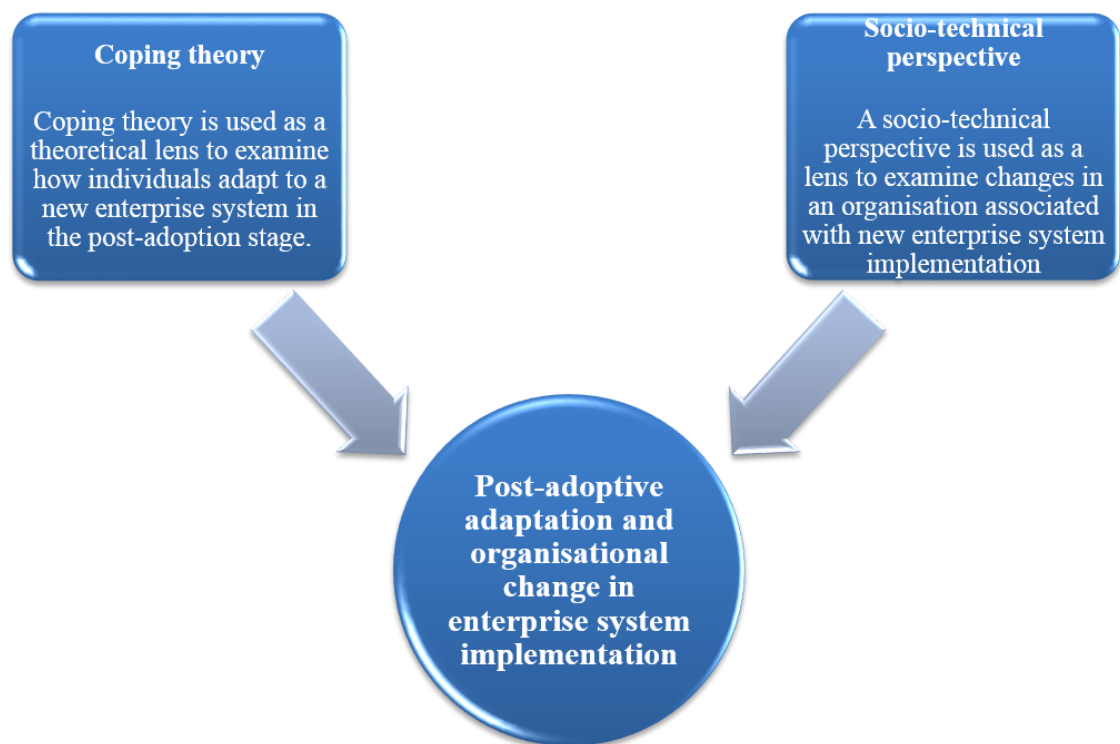 Coping theory
Coping theory is used as a
theoretical lens to examine
how individuals adapt to a
new enterprise system in
the post-adoption stage.
Socio-technical
perspective
A socio-technical
perspective is used as a
lens to examine changes in
an organisation associated
with new enterprise system
implementation
Post-adoptive
adaptation and
organisational
change in
enterprise system
implementation